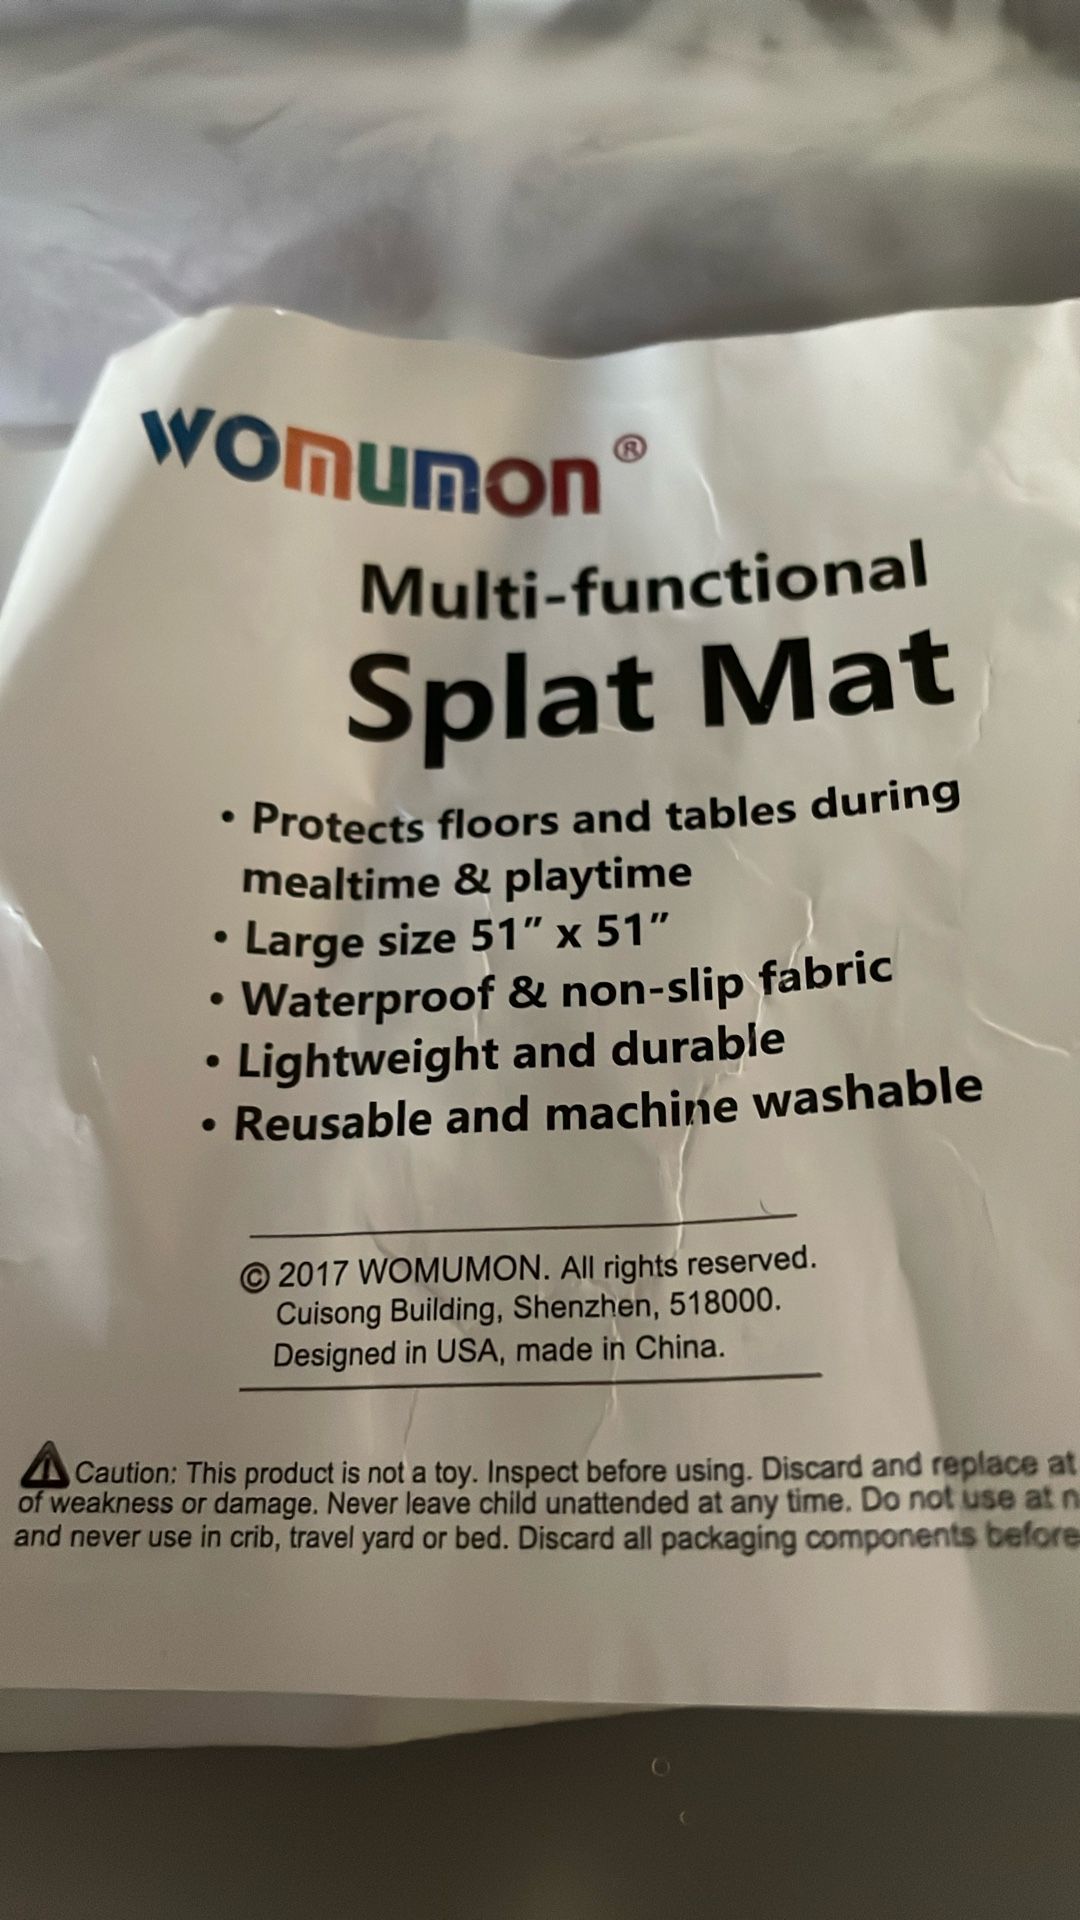 womumon®
Multi-functional
Splat Mat
• Protects floors and tables during
mealtime & playtime
• Large size 51” x 51”
• Waterproof & non-slip fabric
• Lightweight and durable
• Reusable and machine washable
© 2017 WOMUMON. All rights reserved.
Cuisong Building, Shenzhen, 518000.
Designed in USA, made in China.
Caution: This product is not a toy. Inspect before using. Discard and replace at
of weakness or damage. Never leave child unattended at any time. Do not use at
and never use in crib, travel yard or bed. Discard all packaging components before